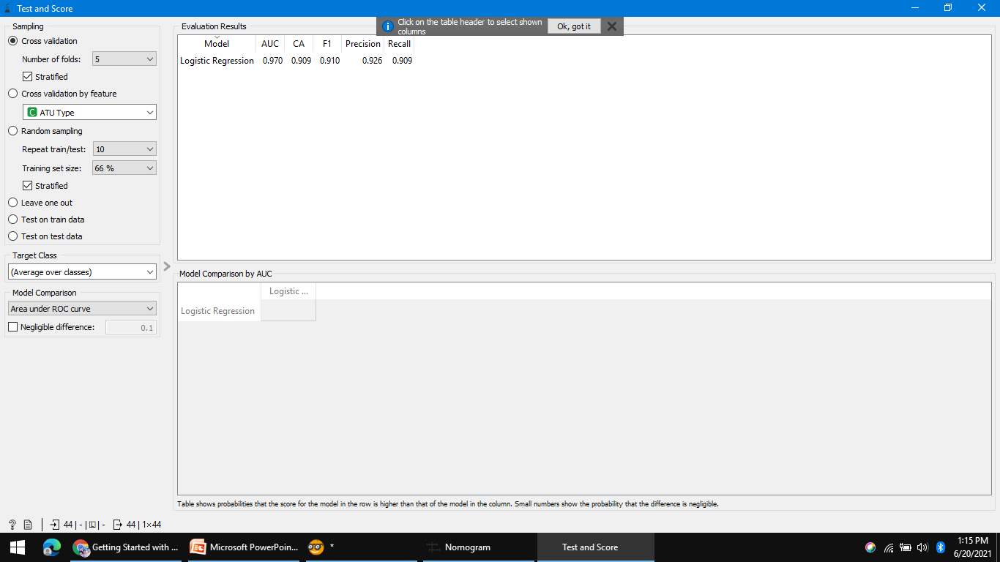 Test and Score
Sampling
Cross validation
Number of folds: 5
Stratified
Cross validation by feature
C ATU Type
Random sampling
Repeat train/test: 10
Training set size: 66 %
Stratified
Leave one out
Test on train data
Test on test data
Target Class
(Average over classes)
Model Comparison
Area under ROC curve
Negligible difference: 0.1
Evaluation Results
Click on the table header to select shown
columns
Ok, got it
Model AUC CA F1 Precision Recall
Logistic Regression 0.970 0.909 0.910 0.926 0.909
Model Comparison by AUC
Logistic ...
Logistic Regression
Table shows probabilities that the score for the model in the row is higher than that of the model in the column. Small numbers show the probability that the difference is negligible.
? 44 | - | - 44 | 1×44
Getting Started with ... Microsoft PowerPoin... * Nomogram Test and Score
1:15 PM
6/20/2021